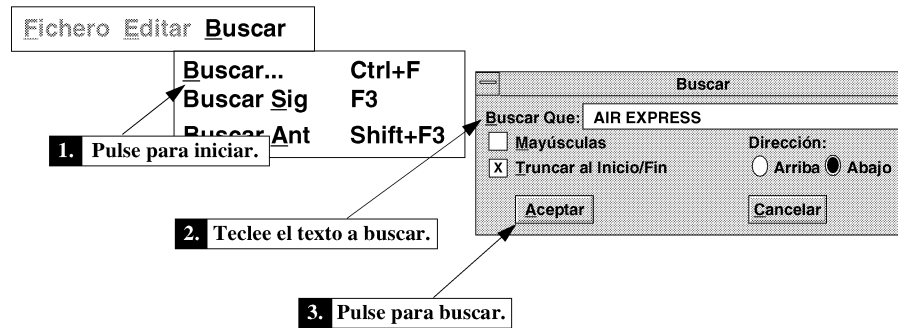 Fichero Editar Buscar
Buscar... Ctrl+F
Buscar Sig F3
Buscar Ant Shift+F3
1. Pulse para iniciar.
Buscar
Buscar Que: AIR EXPRESS
Mayúsculas Dirección:
X Truncar al Inicio/Fin Arriba Abajo
Aceptar Cancelar
2. Teclee el texto a buscar.
3. Pulse para buscar.